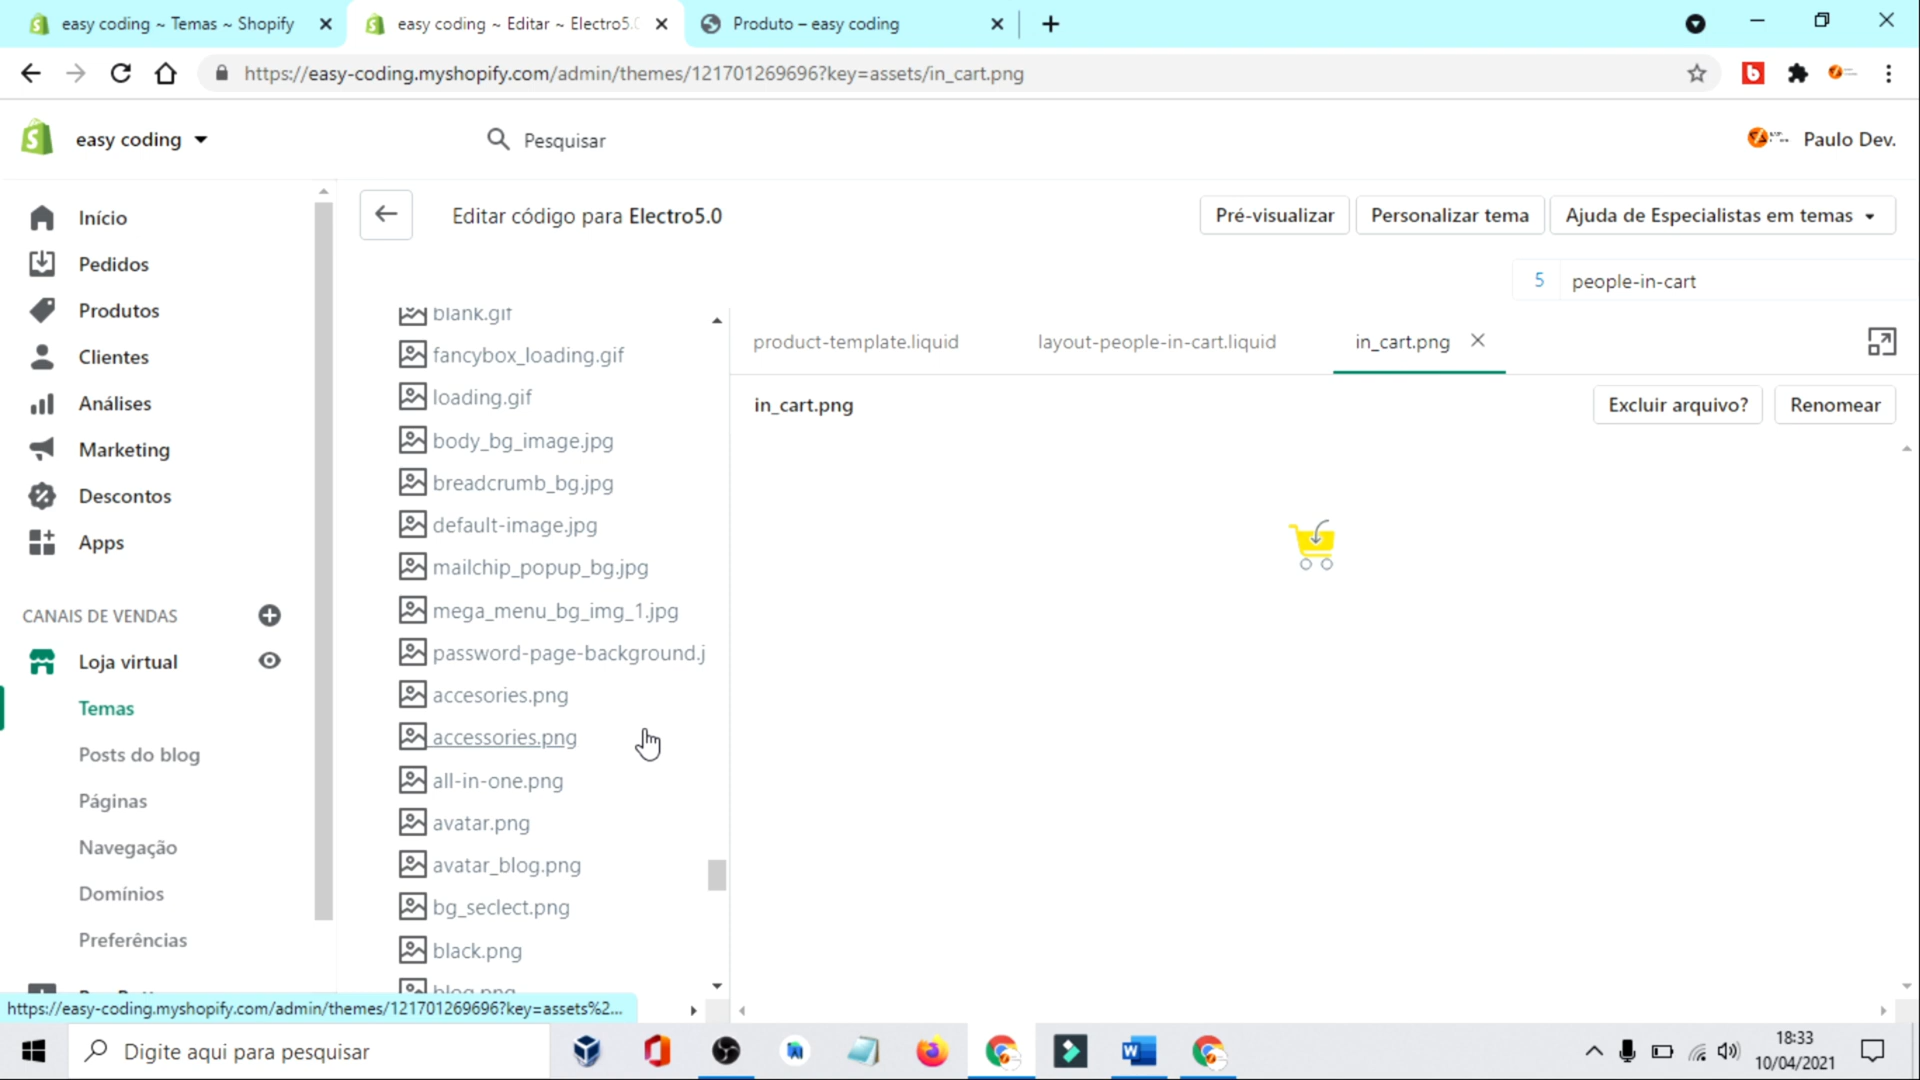 easy coding ~ Temas ~ Shopify
easy coding ~ Editar ~ Electro5.
Produto – easy coding
https://easy-coding.myshopify.com/admin/themes/121701269696?key=assets/in_cart.png
easy coding
Pesquisar
Paulo Dev.
Início
Pedidos
Produtos
Clientes
Análises
Marketing
Descontos
Apps
CANAIS DE VENDAS
Loja virtual
Temas
Posts do blog
Páginas
Navegação
Domínios
Preferências
Editar código para Electro5.0
Pré-visualizar
Personalizar tema
Ajuda de Especialistas em temas
5 people-in-cart
blank.gif
fancybox_loading.gif
loading.gif
body_bg_image.jpg
breadcrumb_bg.jpg
default-image.jpg
mailchip_popup_bg.jpg
mega_menu_bg_img_1.jpg
password-page-background.j
accesories.png
accessories.png
all-in-one.png
avatar.png
avatar_blog.png
bg_seclect.png
black.png
blog.png
product-template.liquid
layout-people-in-cart.liquid
in_cart.png
in_cart.png
Excluir arquivo?
Renomear
https://easy-coding.myshopify.com/admin/themes/121701269696?key=assets%2...
Digite aqui para pesquisar
18:33
10/04/2021